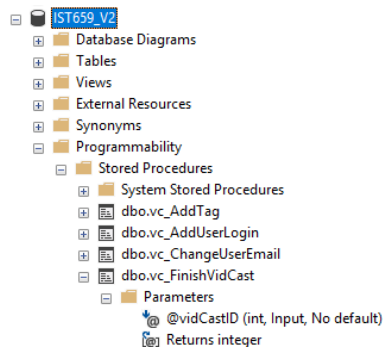 IST659_V2
Database Diagrams
Tables
Views
External Resources
Synonyms
Programmability
Stored Procedures
System Stored Procedures
dbo.vc_AddTag
dbo.vc_AddUserLogin
dbo.vc_ChangeUserEmail
dbo.vc_FinishVidCast
Parameters
@vidCastID (int, Input, No default)
Returns integer